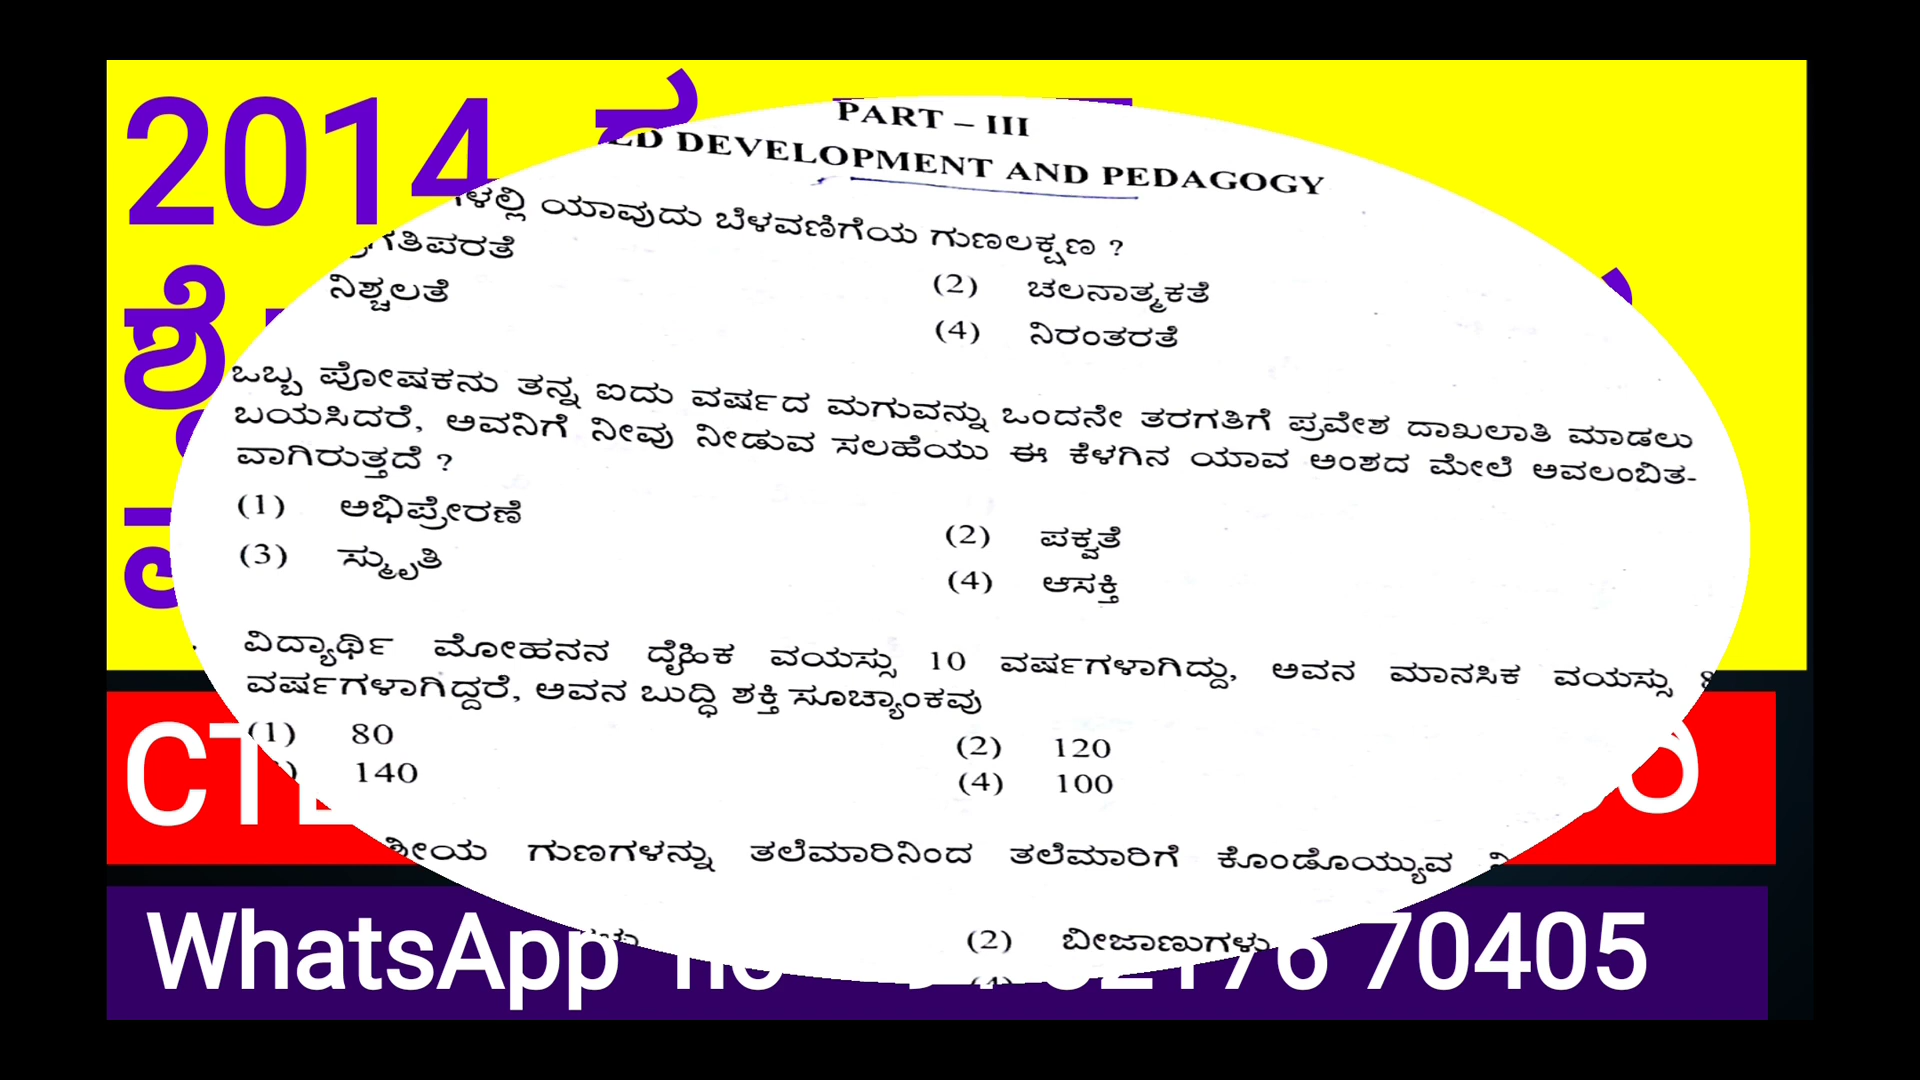 2014
PART – III
DEVELOPMENT AND PEDAGOGY
ಯಾವುದು ಬೆಳವಣಿಗೆಯ ಗುಣಲಕ್ಷಣ ?
ನಿಶ್ಚಲತೆ
(2) ಚಲನಾತ್ಮಕತೆ
(4) ನಿರಂತರತೆ
ಒಬ್ಬ ಪೋಷಕನು ತನ್ನ ಐದು ವರ್ಷದ ಮಗುವನ್ನು ಒಂದನೇ ತರಗತಿಗೆ ಪ್ರವೇಶ ದಾಖಲಾತಿ ಮಾಡಲು
ಬಯಸಿದರೆ, ಅವನಿಗೆ ನೀವು ನೀಡುವ ಸಲಹೆಯು ಈ ಕೆಳಗಿನ ಯಾವ ಅಂಶದ ಮೇಲೆ ಅವಲಂಬಿತ-
ವಾಗಿರುತ್ತದೆ ?
(1) ಅಭಿಪ್ರೇರಣೆ
(2) ಪಕ್ವತೆ
(3) ಸ್ಮೃತಿ
(4) ಆಸಕ್ತಿ
ವಿದ್ಯಾರ್ಥಿ ಮೋಹನನ ದೈಹಿಕ ವಯಸ್ಸು 10 ವರ್ಷಗಳಾಗಿದ್ದು, ಅವನ ಮಾನಸಿಕ ವಯಸ್ಸು 8
ವರ್ಷಗಳಾಗಿದ್ದರೆ, ಅವನ ಬುದ್ಧಿ ಶಕ್ತಿ ಸೂಚ್ಯಾಂಕವು
(1) 80
(2) 120
140
(4) 100
ಗುಣಗಳನ್ನು ತಲೆಮಾರಿನಿಂದ ತಲೆಮಾರಿಗೆ ಕೊಂಡೊಯ್ಯುವ
(2) ಬೀಜಾಣುಗಳು
WhatsApp 70405